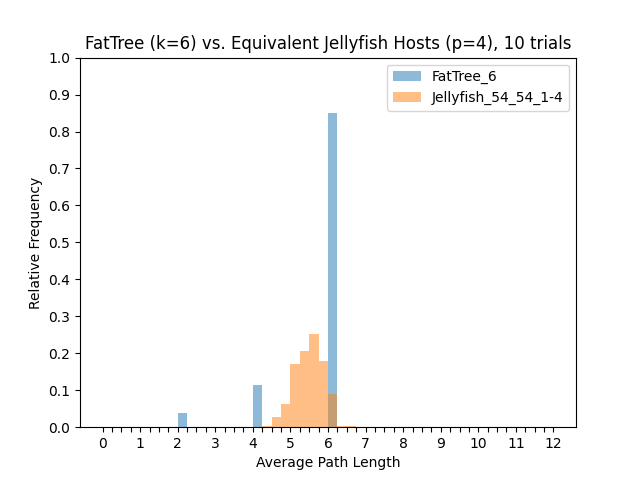 FatTree (k=6) vs. Equivalent Jellyfish Hosts (p=4), 10 trials
FatTree_6
Jellyfish_54_54_1-4
Relative Frequency
1.0
0.9
0.8
0.7
0.6
0.5
0.4
0.3
0.2
0.1
0.0
0 1 2 3 4 5 6 7 8 9 10 11 12
Average Path Length